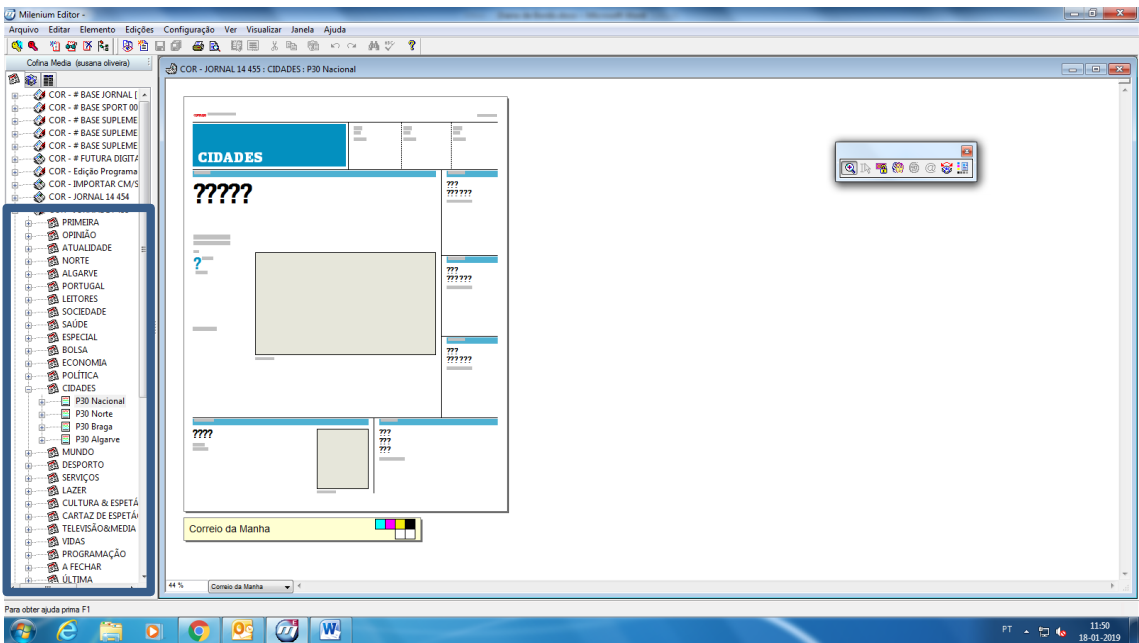 Milenium Editor -
Arquivo Editar Elemento Edições Configuração Ver Visualizar Janela Ajuda
Cofina Media (susana oliveira)
COR - # BASE JORNAL [
COR - # BASE SPORT 00
COR - # BASE SUPLEME
COR - # BASE SUPLEME
COR - # BASE SUPLEME
COR - # FUTURA DIGITA
COR - Edição Programa
COR - IMPORTAR CM/S
COR - JORNAL 14 454
PRIMEIRA
OPINIÃO
ATUALIDADE
NORTE
ALGARVE
PORTUGAL
LEITORES
SOCIEDADE
SAÚDE
ESPECIAL
BOLSA
ECONOMIA
POLÍTICA
CIDADES
P30 Nacional
P30 Norte
P30 Braga
P30 Algarve
MUNDO
DESPORTO
SERVIÇOS
LAZER
CULTURA & ESPETÁ
CARTAZ DE ESPETÁ
TELEVISÃO&MEDIA
VIDAS
PROGRAMAÇÃO
A FECHAR
ÚLTIMA
COR - JORNAL 14 455 : CIDADES : P30 Nacional
CIDADES
?????
???
??????
?
???
??????
???
??????
????
???
???
???
Correio da Manha
44 %
Correio da Manha
Para obter ajuda prima F1
PT
11:50
18-01-2019